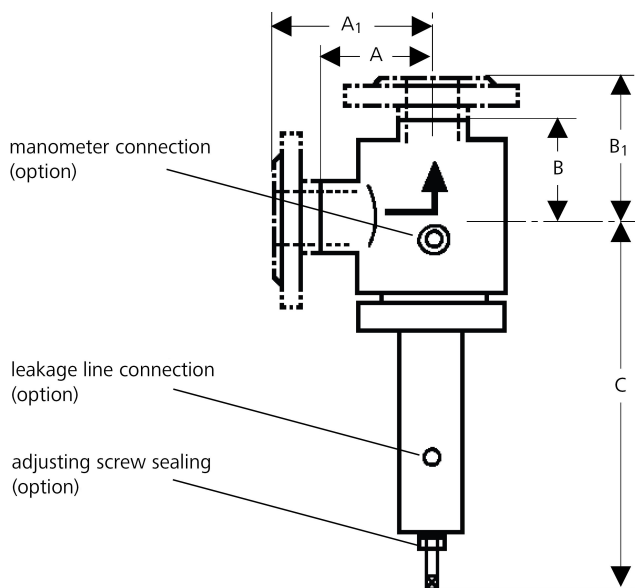 A₁
A
manometer connection
(option)
B
B₁
leakage line connection
(option)
C
adjusting screw sealing
(option)